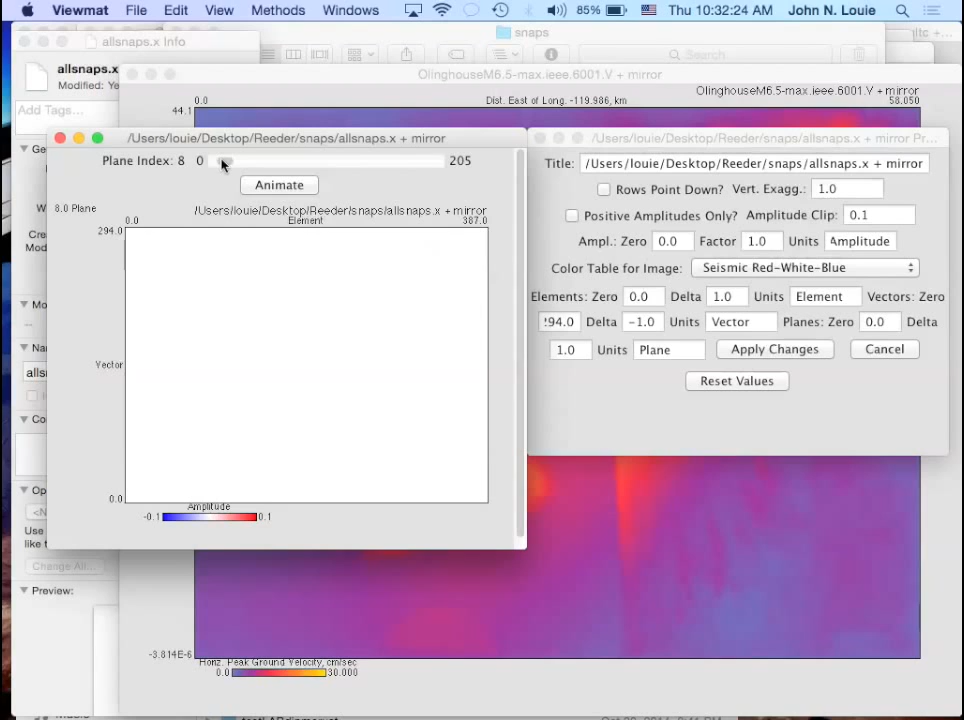 Viewmat File Edit View Methods Windows 85% Thu 10:32:24 AM John N. Louie
snaps
allsnaps.x Info
Search
allsnaps.x
Modified:
Add Tags...
OlinghouseM6.5-max.ieee.6001.V + mirror
OlinghouseM6.5-max.ieee.6001.V + mirror
44.1 0.0 Dist. East of Long. -119.986, km 58.050
/Users/louie/Desktop/Reeder/snaps/allsnaps.x + mirror
Plane Index: 8 0 205
Animate
8.0 Plane /Users/louie/Desktop/Reeder/snaps/allsnaps.x + mirror
0.0 Element 387.0
294.0
Vector
0.0
Amplitude
-0.1 0.1
/Users/louie/Desktop/Reeder/snaps/allsnaps.x + mirror Pr...
Title: /Users/louie/Desktop/Reeder/snaps/allsnaps.x + mirror
Rows Point Down? Vert. Exagg.: 1.0
Positive Amplitudes Only? Amplitude Clip: 0.1
Ampl.: Zero 0.0 Factor 1.0 Units Amplitude
Color Table for Image: Seismic Red-White-Blue
Elements: Zero 0.0 Delta 1.0 Units Element Vectors: Zero
294.0 Delta -1.0 Units Vector Planes: Zero 0.0 Delta
1.0 Units Plane Apply Changes Cancel
Reset Values
Use
like t
Change All...
Preview:
-3.814E-6
Horiz. Peak Ground Velocity, cm/sec
0.0 30.000